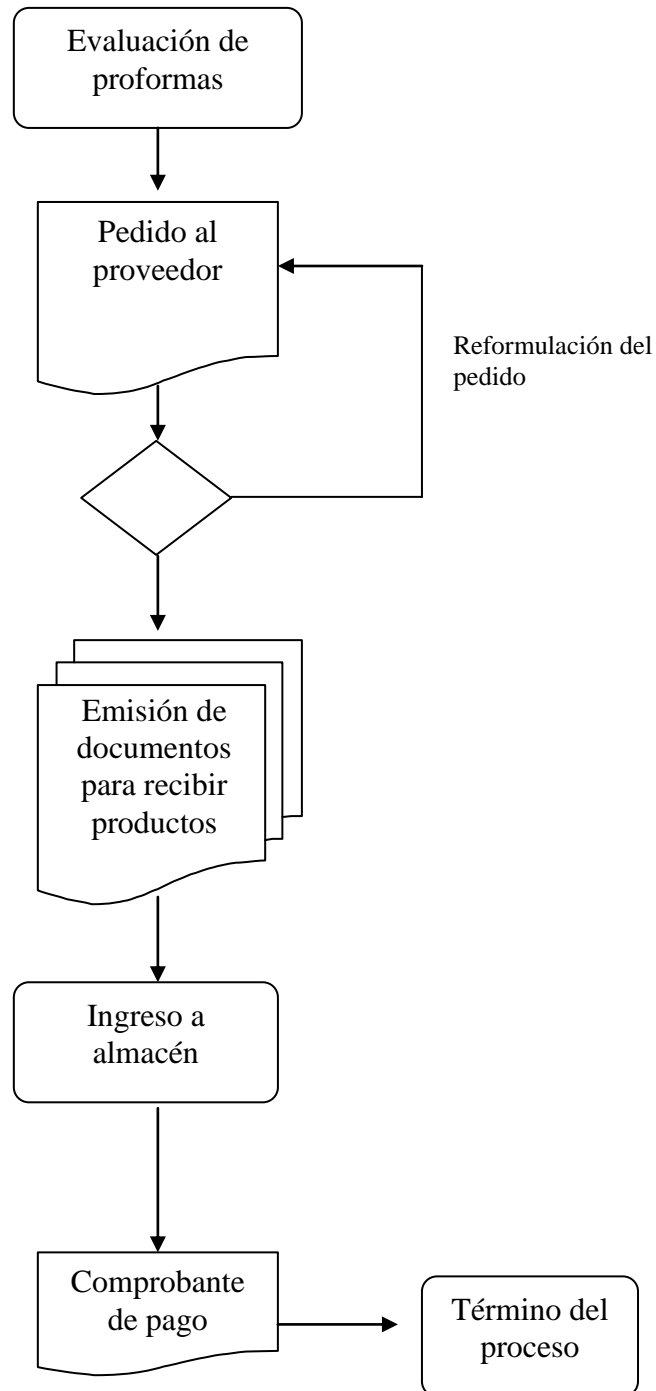 Evaluación de
proformas
Pedido al
proveedor
Reformulación del
pedido
Emisión de
documentos
para recibir
productos
Ingreso a
almacén
Comprobante
de pago
Término del
proceso